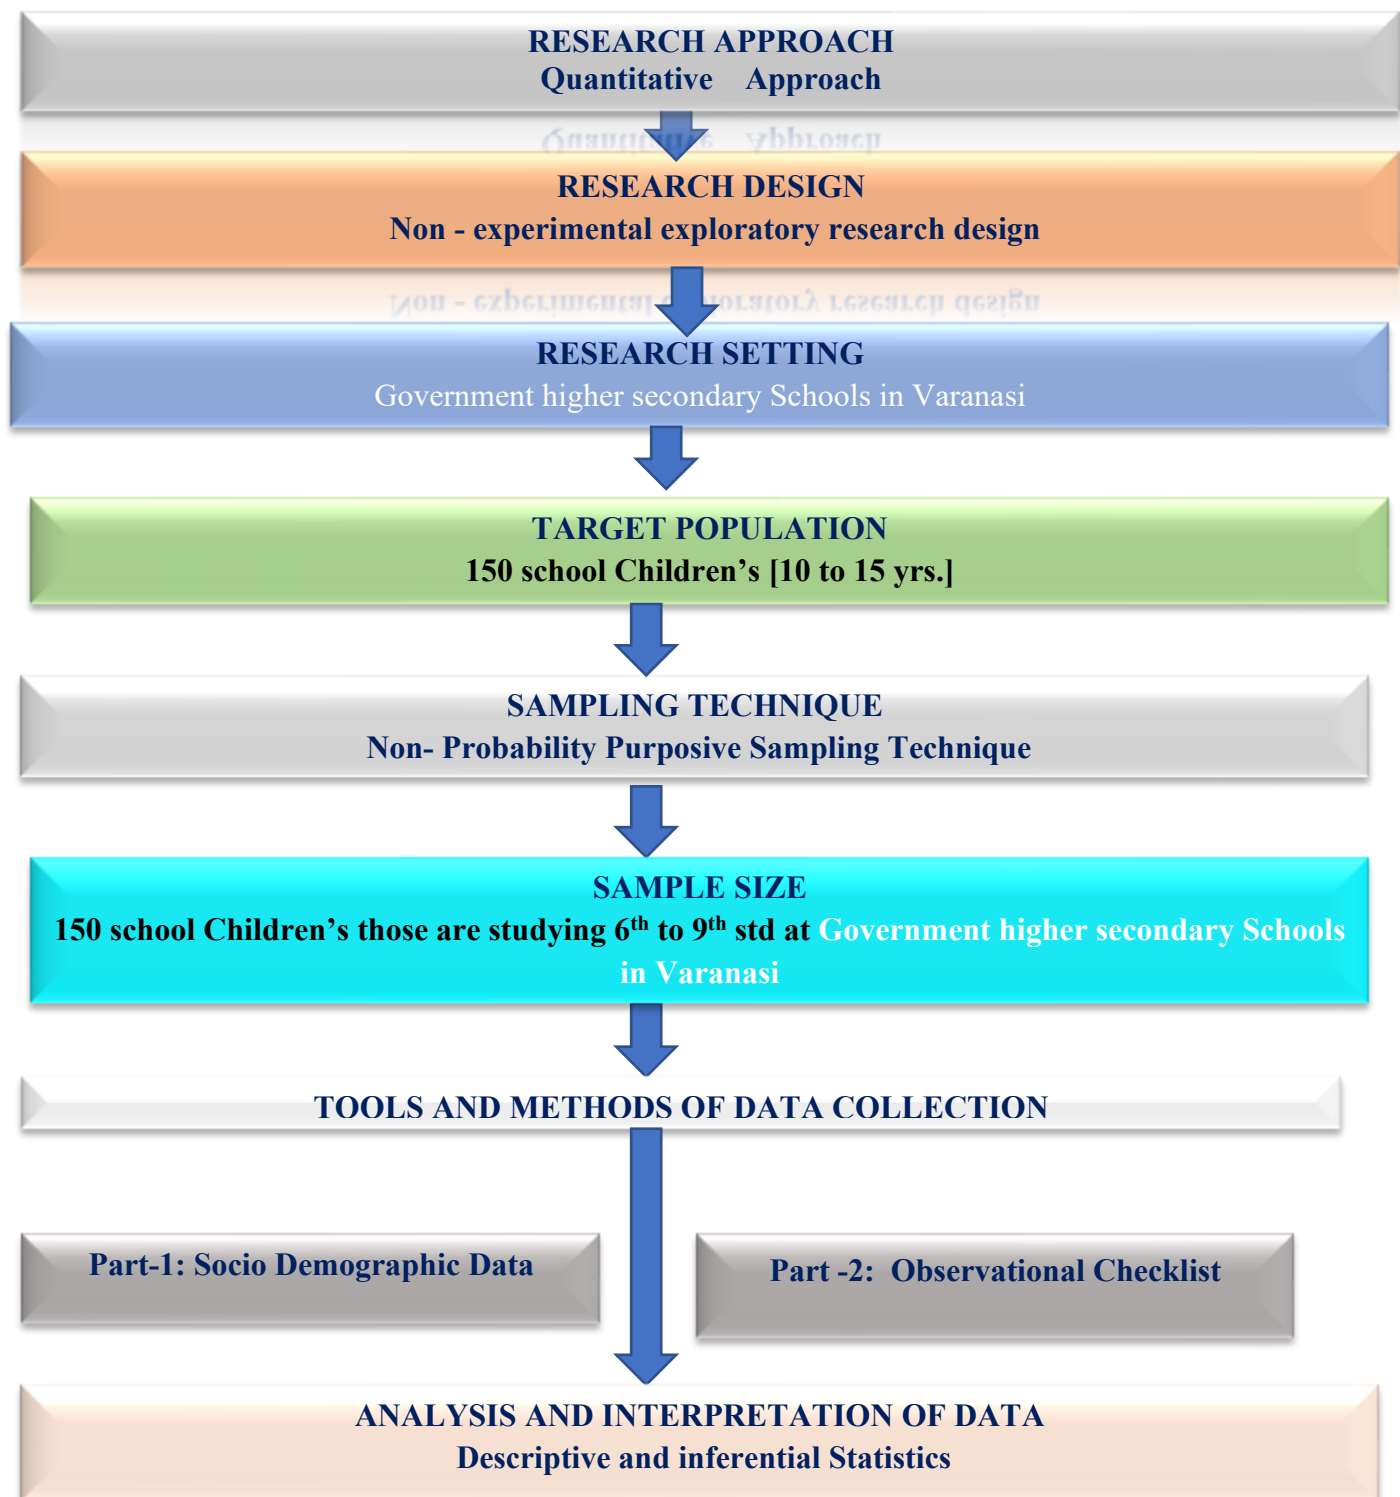 RESEARCH APPROACH
Quantitative Approach
RESEARCH DESIGN
Non - experimental exploratory research design
RESEARCH SETTING
Government higher secondary Schools in Varanasi
TARGET POPULATION
150 school Children’s [10 to 15 yrs.]
SAMPLING TECHNIQUE
Non- Probability Purposive Sampling Technique
SAMPLE SIZE
150 school Children’s those are studying 6th to 9th std at Government higher secondary Schools
in Varanasi
TOOLS AND METHODS OF DATA COLLECTION
Part-1: Socio Demographic Data
Part -2: Observational Checklist
ANALYSIS AND INTERPRETATION OF DATA
Descriptive and inferential Statistics